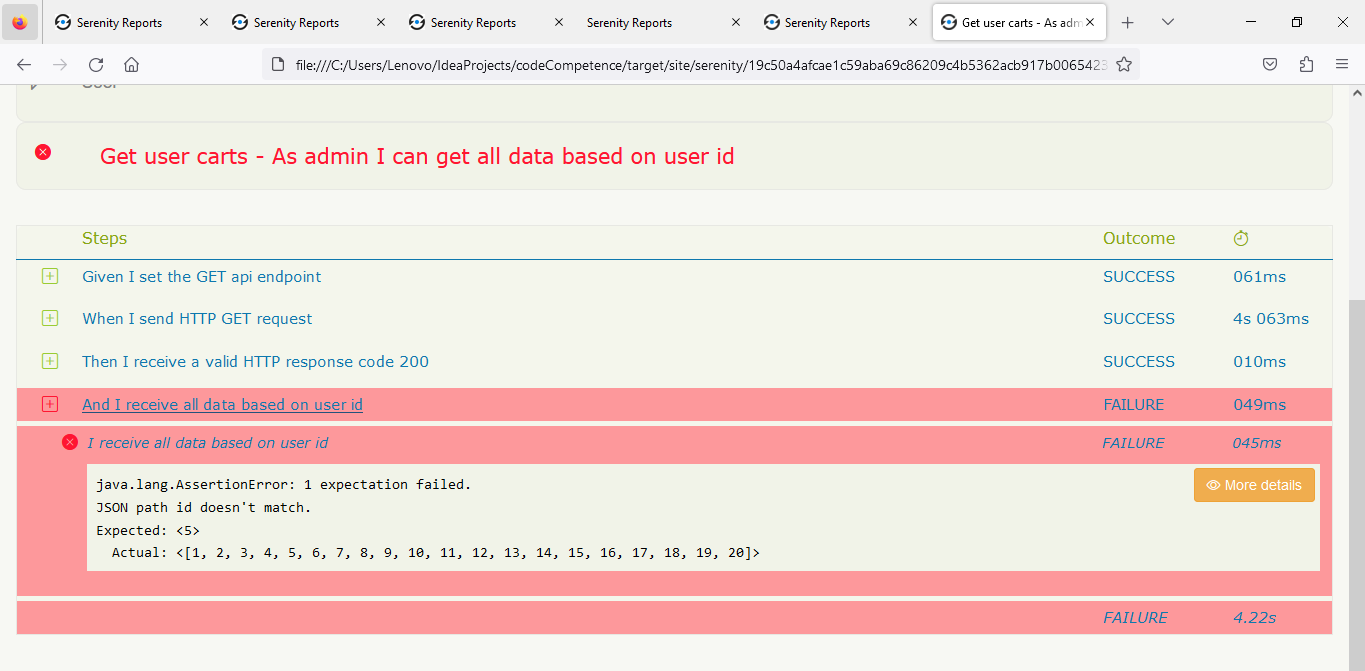 Serenity Reports
Serenity Reports
Serenity Reports
Serenity Reports
Serenity Reports
Get user carts - As adm
file:///C:/Users/Lenovo/IdeaProjects/codeCompetence/target/site/serenity/19c50a4afcae1c59aba69c86209c4b5362acb917b0065423
Get user carts - As admin I can get all data based on user id
Steps Outcome
Given I set the GET api endpoint SUCCESS 061ms
When I send HTTP GET request SUCCESS 4s 063ms
Then I receive a valid HTTP response code 200 SUCCESS 010ms
And I receive all data based on user id FAILURE 049ms
I receive all data based on user id FAILURE 045ms
java.lang.AssertionError: 1 expectation failed. More details
JSON path id doesn't match.
Expected: <5>
Actual: <[1, 2, 3, 4, 5, 6, 7, 8, 9, 10, 11, 12, 13, 14, 15, 16, 17, 18, 19, 20]>
FAILURE 4.22s